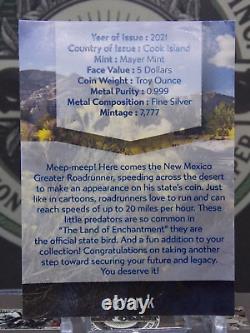 Year of Issue : 2021
Country of Issue : Cook Island
Mint : Mayer Mint
Face Value : 5 Dollars
Coin Weight : Troy Ounce
Metal Purity : 0.999
Metal Composition : Fine Silver
Mintage : 7,777
Meep-meep! Here comes the New Mexico
Greater Roadrunner, speeding across the
desert to make an appearance on his state's coin. Just
like in cartoons, roadrunners love to run and can
reach speeds of up to 20 miles per hour. These
little predators are so common in
"The Land of Enchantment" they are
the official state bird. And a fun addition to your
collection! Congratulations on taking another
step toward securing your future and legacy.
You deserve it!